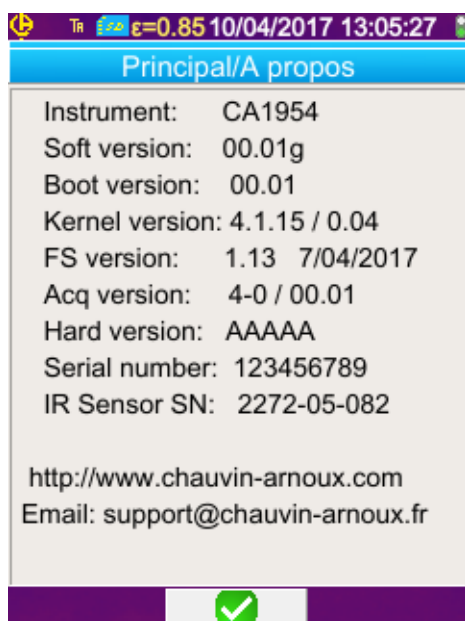 TR ε=0.85 10/04/2017 13:05:27
Principal/A propos
Instrument: CA1954
Soft version: 00.01g
Boot version: 00.01
Kernel version: 4.1.15 / 0.04
FS version: 1.13 7/04/2017
Acq version: 4-0 / 00.01
Hard version: AAAAA
Serial number: 123456789
IR Sensor SN: 2272-05-082
http://www.chauvin-arnoux.com
Email: support@chauvin-arnoux.fr